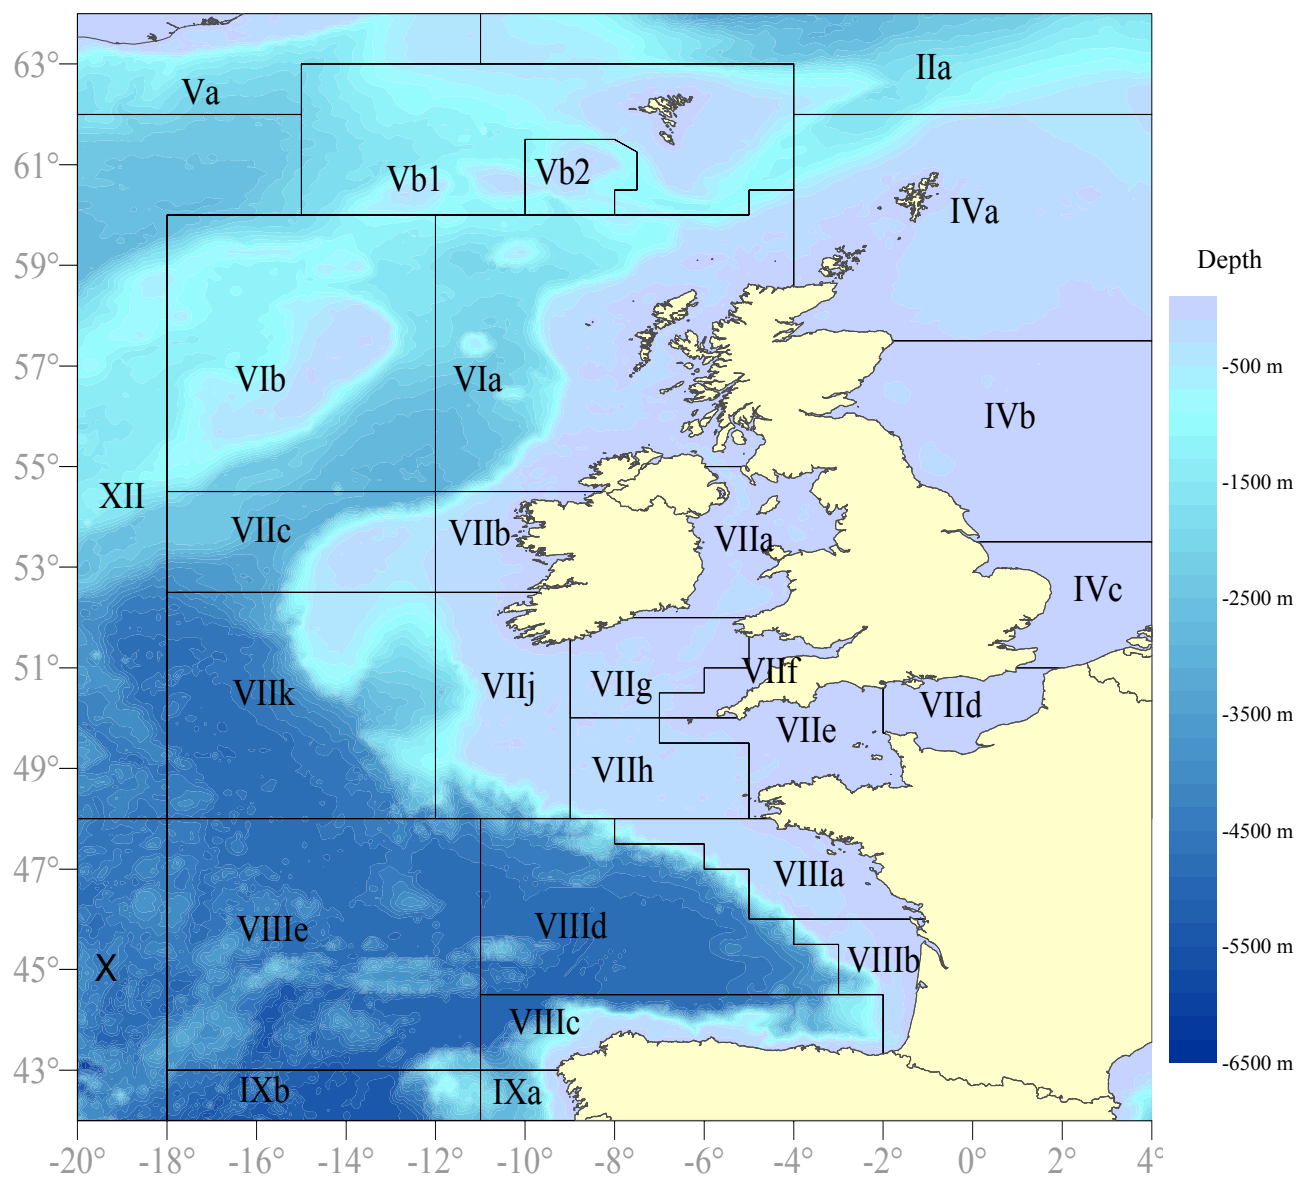 63°
61°
59°
57°
55°
53°
51°
49°
47°
45°
43°
Va
IIa
Vb1
Vb2
IVa
VIb
VIa
IVb
XII
VIIc
VIIb
VIIa
IVc
VIIk
VIIj
VIIg
VIIf
VIId
VIIe
VIIh
VIIIa
VIIIe
VIIId
VIIIb
X
VIIIc
IXb
IXa
-20°
-18°
-16°
-14°
-12°
-10°
-8°
-6°
-4°
-2°
0°
2°
4°
Depth
-500 m
-1500 m
-2500 m
-3500 m
-4500 m
-5500 m
-6500 m